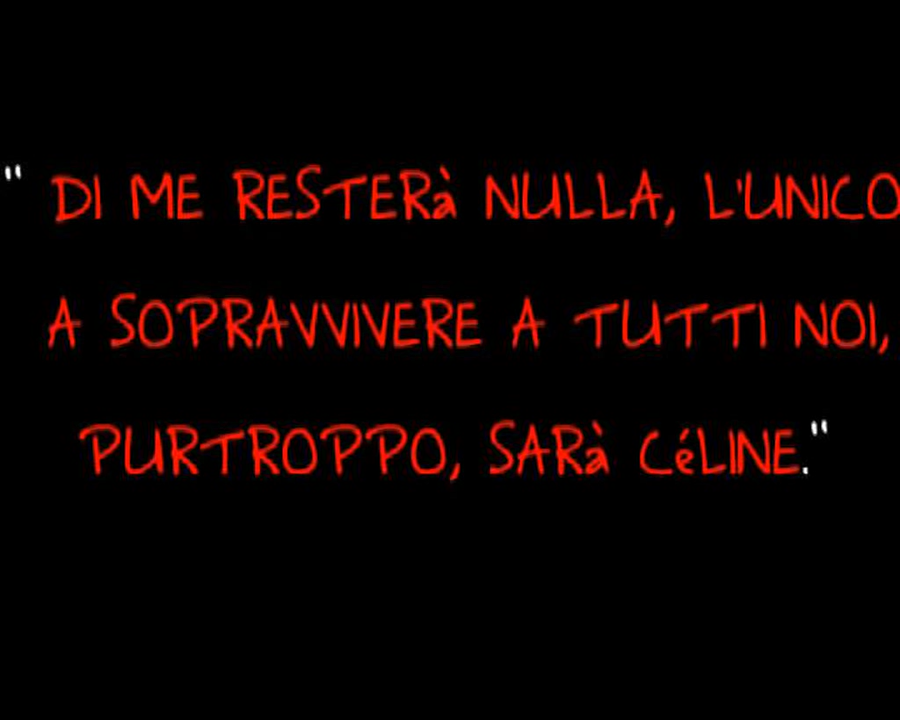 " DI ME RESTERà NULLA, L'UNICO
A SOPRAVVIVERE A TUTTI NOI,
PURTROPPO, SARà CéLINE."